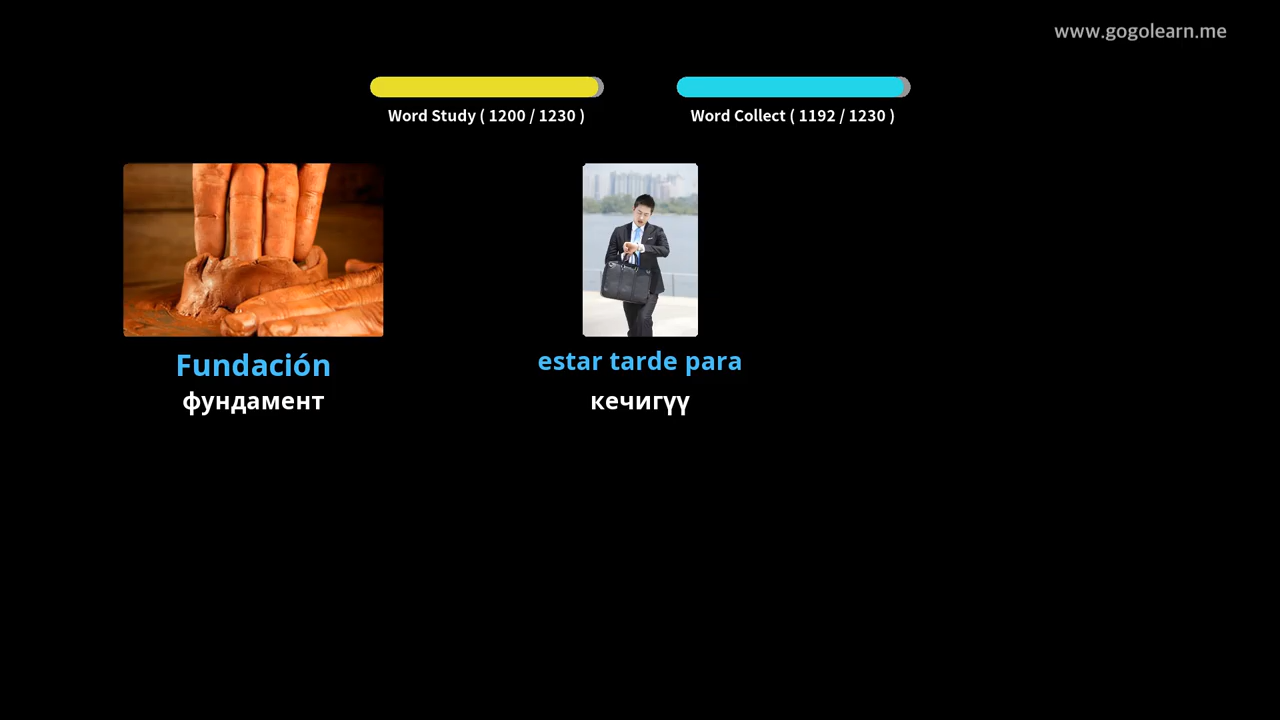 www.gogolearn.me
Word Study ( 1200 / 1230 )
Word Collect ( 1192 / 1230 )
Fundación
фундамент
estar tarde para
кечигүү